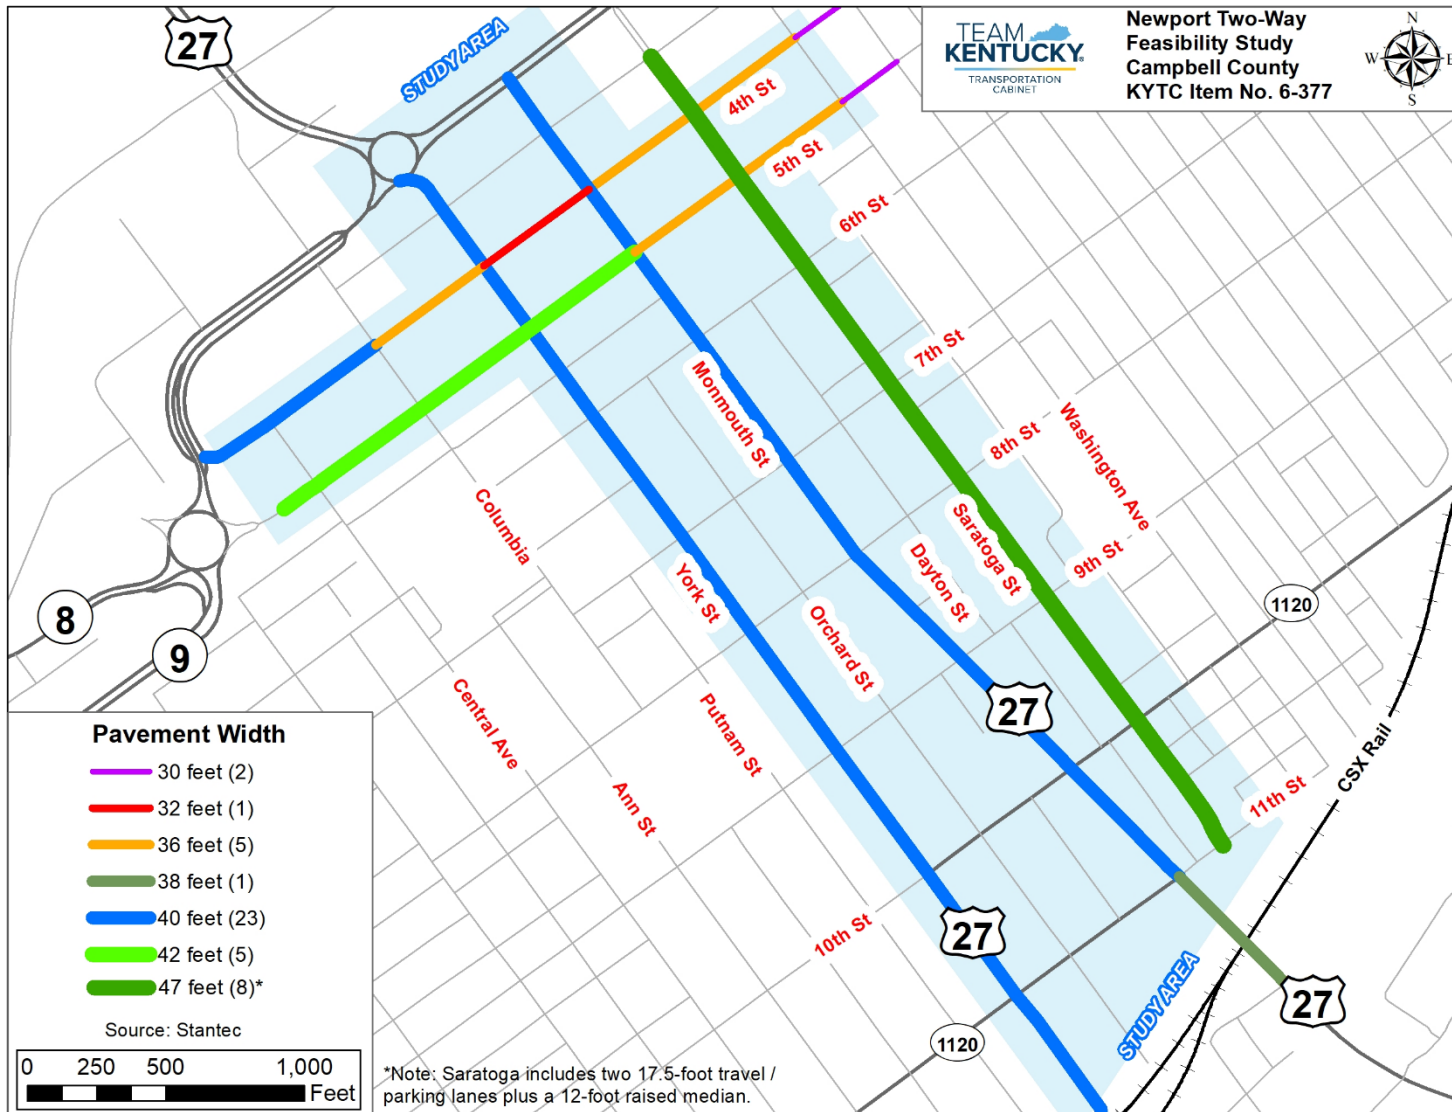 27
STUDY AREA
TEAM
KENTUCKY®
TRANSPORTATION
CABINET
Newport Two-Way
Feasibility Study
Campbell County
KYTC Item No. 6-377
N
W
E
S
4th St
5th St
6th St
7th St
8th St
9th St
Washington Ave
Monmouth St
Saratoga St
Dayton St
Orchard St
York St
Columbia
Putnam St
Central Ave
Ann St
10th St
11th St
1120
CSX Rail
8
9
27
27
27
1120
STUDY AREA
Pavement Width
30 feet (2)
32 feet (1)
36 feet (5)
38 feet (1)
40 feet (23)
42 feet (5)
47 feet (8)*
Source: Stantec
0 250 500 1,000
Feet
*Note: Saratoga includes two 17.5-foot travel /
parking lanes plus a 12-foot raised median.